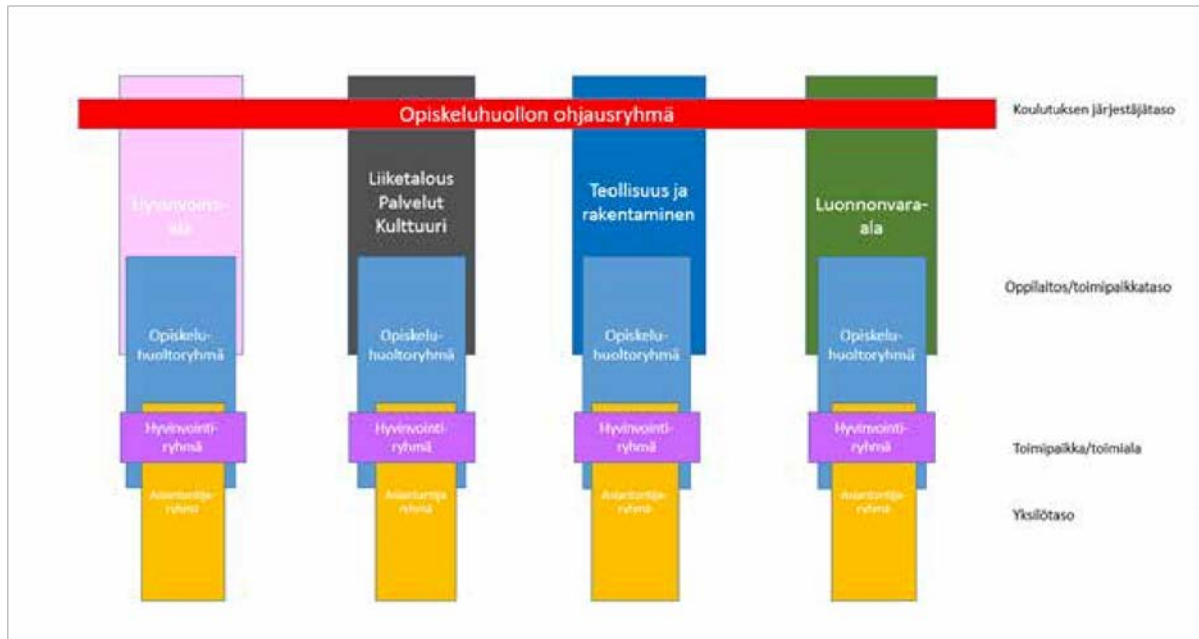 Opiskeluhuollon ohjausryhmä
Koulutuksen järjestäjätaso
Hyvinvointi-
ala
Liiketalous
Palvelut
Kulttuuri
Teollisuus ja
rakentaminen
Luonnonvara-
ala
Oppilaitos/toimipaikkataso
Opiskelu-
huoltoryhmä
Opiskelu-
huoltoryhmä
Opiskelu-
huoltoryhmä
Opiskelu-
huoltoryhmä
Hyvinvointi-
ryhmä
Hyvinvointi-
ryhmä
Hyvinvointi-
ryhmä
Hyvinvointi-
ryhmä
Toimipaikka/toimiala
Asiantuntija-
ryhmä
Asiantuntija-
ryhmä
Asiantuntija-
ryhmä
Asiantuntija-
ryhmä
Yksilötaso